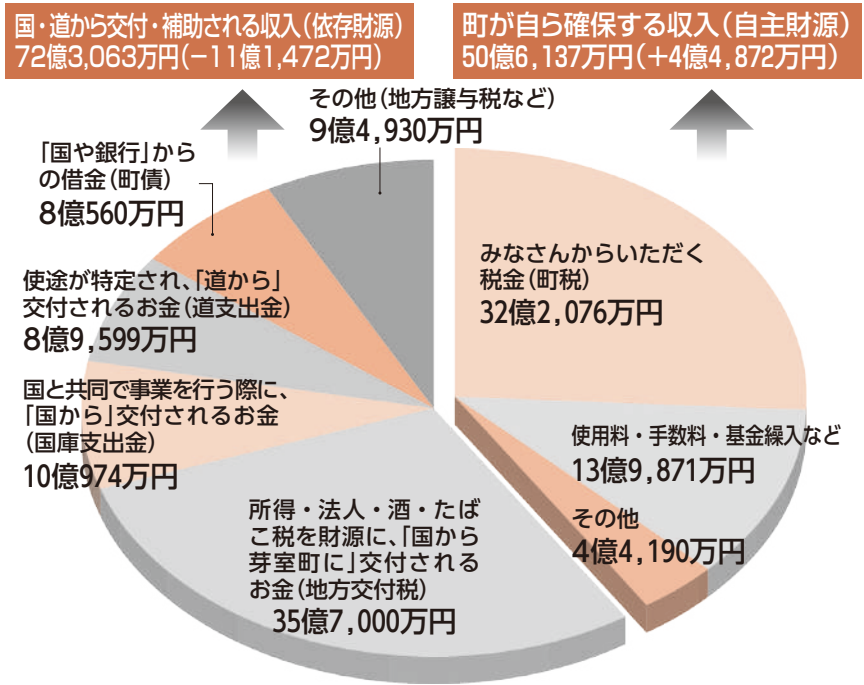 国・道から交付・補助される収入（依存財源）
72億3,063万円（−11億1,472万円）
町が自ら確保する収入（自主財源）
50億6,137万円（＋4億4,872万円）
その他（地方譲与税など）
9億4,930万円
「国や銀行」から
の借金（町債）
8億560万円
使途が特定され、「道から」
交付されるお金（道支出金）
8億9,599万円
国と共同で事業を行う際に、
「国から」交付されるお金
（国庫支出金）
10億974万円
所得・法人・酒・たば
こ税を財源に、「国から
芽室町に」交付される
お金（地方交付税）
35億7,000万円
みなさんからいただく
税金（町税）
32億2,076万円
使用料・手数料・基金繰入など
13億9,871万円
その他
4億4,190万円